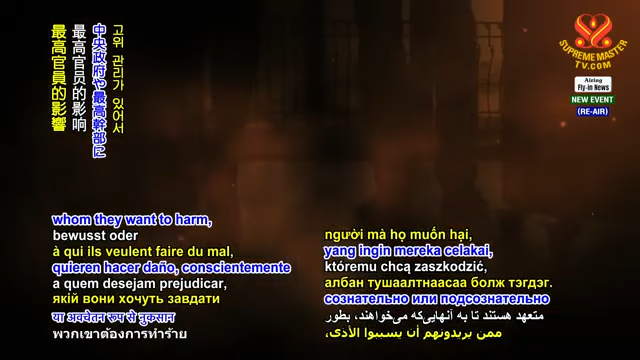 最高官員的影響
最高官员的影响
中央政府や最高幹部に
고위 관리가 있어서
SUPREME MASTER
TV.COM
Airing
Fly-in News
NEW EVENT
(RE-AIR)
whom they want to harm,
bewusst oder
à qui ils veulent faire du mal,
quieren hacer daño, conscientemente
a quem desejam prejudicar,
якій вони хочуть завдати
या अवचेतन रूप से नुकसान
พวกเขาต้องการทำร้าย
người mà họ muốn hại,
yang ingin mereka celakai,
któremu chcą zaszkodzić,
албан тушаалтнаасаа болж тэгдэг.
сознательно или подсознательно
متعهد هستند تا به آنهایی‌که می‌خواهند، بطور
ممن يريدونهم أن يسببوا الأذى،